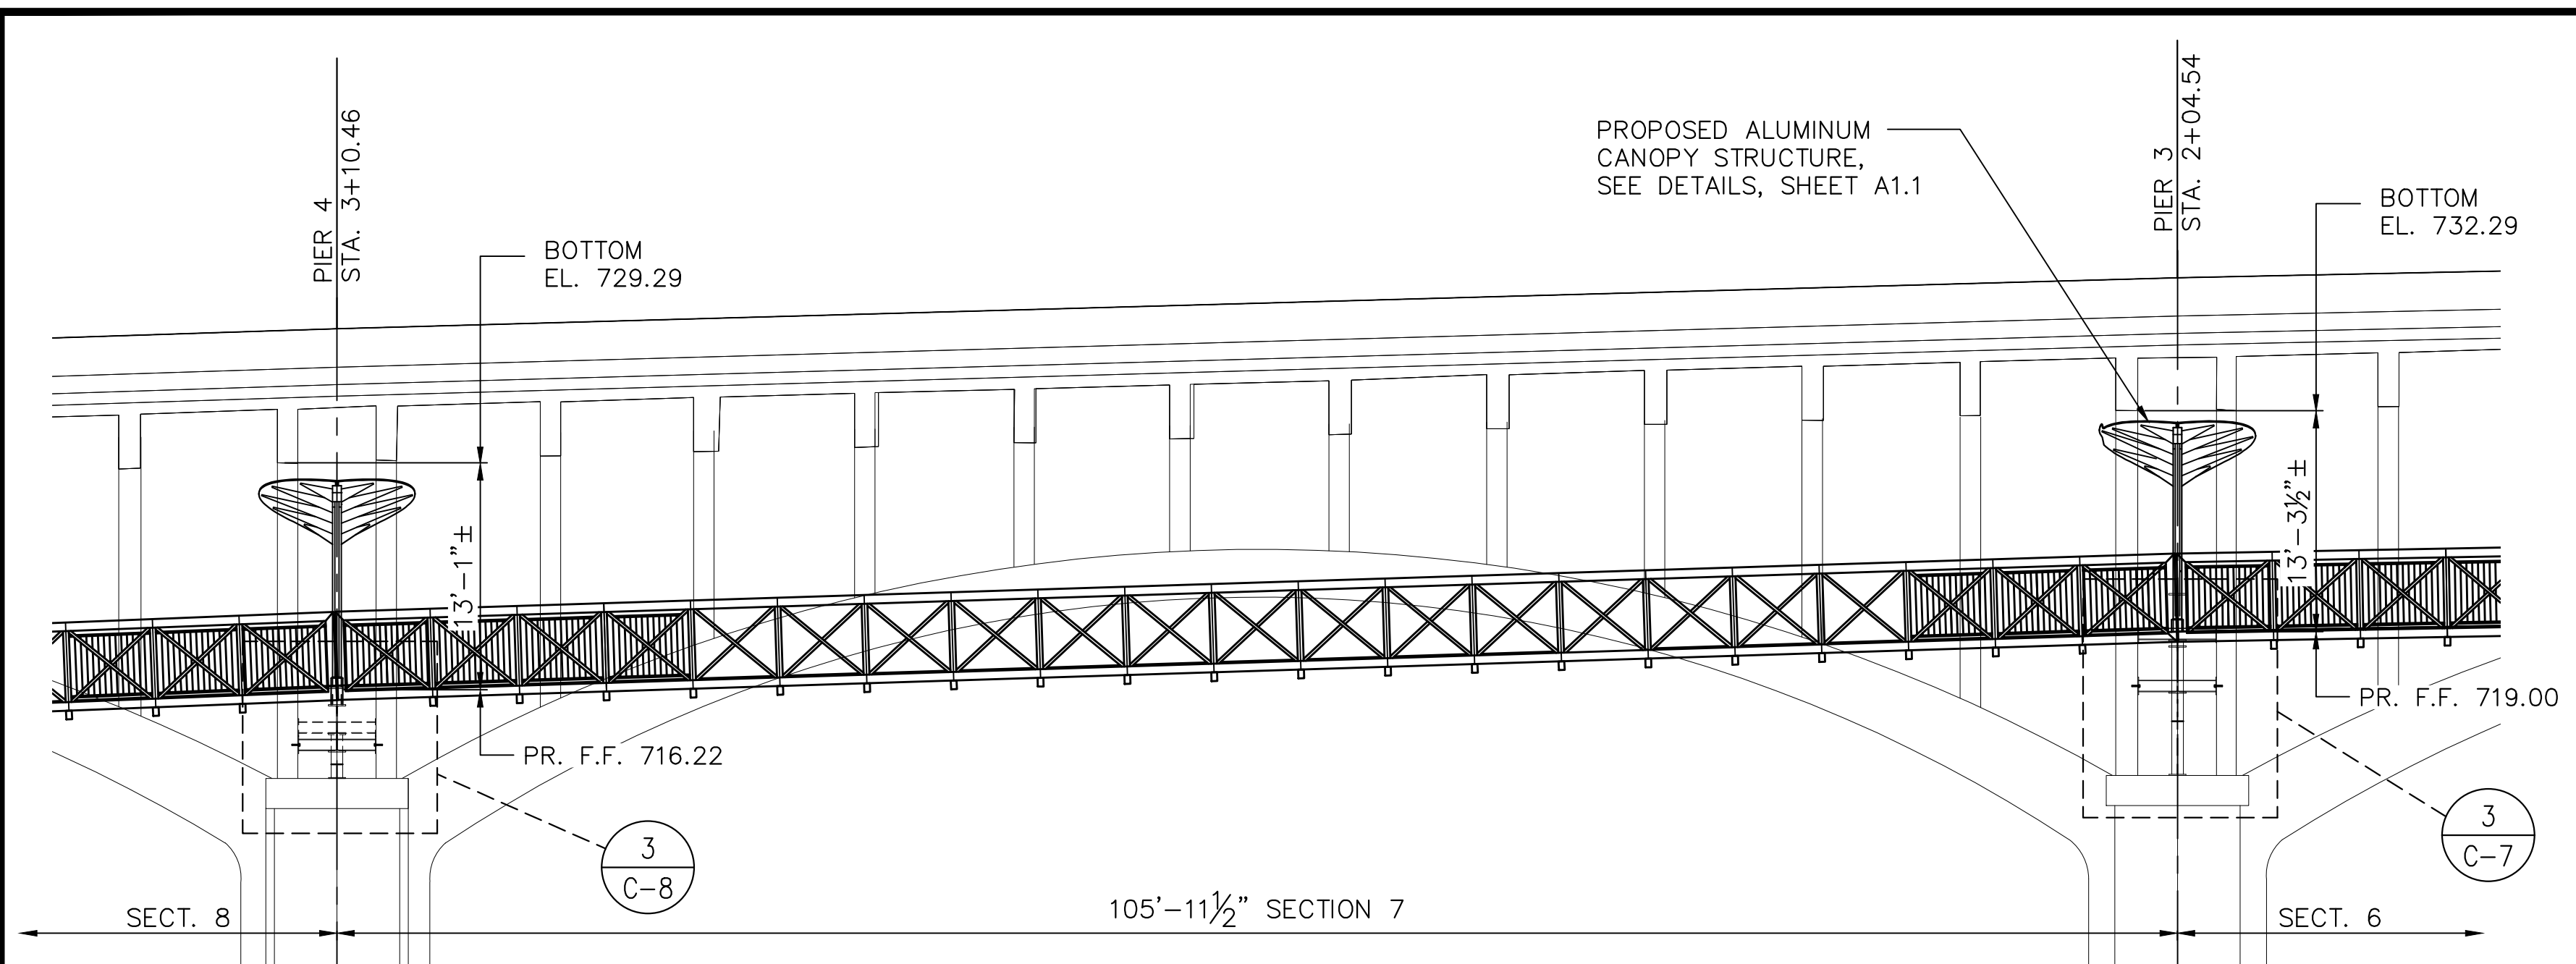 PIER 4
STA. 3+10.46
BOTTOM
EL. 729.29
PROPOSED ALUMINUM
CANOPY STRUCTURE,
SEE DETAILS, SHEET A1.1
PIER 3
STA. 2+04.54
BOTTOM
EL. 732.29
13'-1"±
13'-3½"±
PR. F.F. 716.22
PR. F.F. 719.00
3
C-8
3
C-7
SECT. 8
105'-11½" SECTION 7
SECT. 6